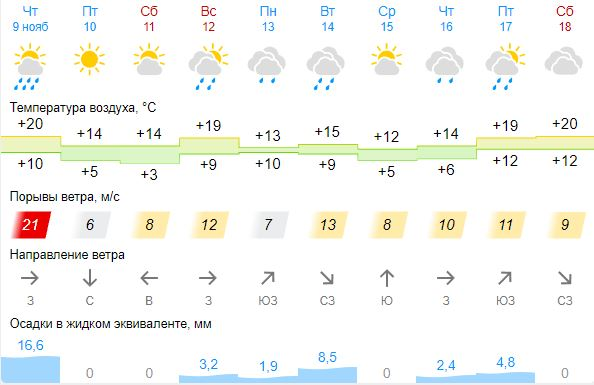 Чт Пт Сб Вс Пн Вт Ср Чт Пт Сб
9 нояб 10 11 12 13 14 15 16 17 18
Температура воздуха, °C
+20 +14 +14 +19 +13 +15 +12 +14 +19 +20
+10 +5 +3 +9 +10 +9 +5 +6 +12 +12
Порывы ветра, м/с
21 6 8 12 7 13 8 10 11 9
Направление ветра
З С В З ЮЗ СЗ Ю З ЮЗ СЗ
Осадки в жидком эквиваленте, мм
16,6 0 0 3,2 1,9 8,5 0 2,4 4,8 0